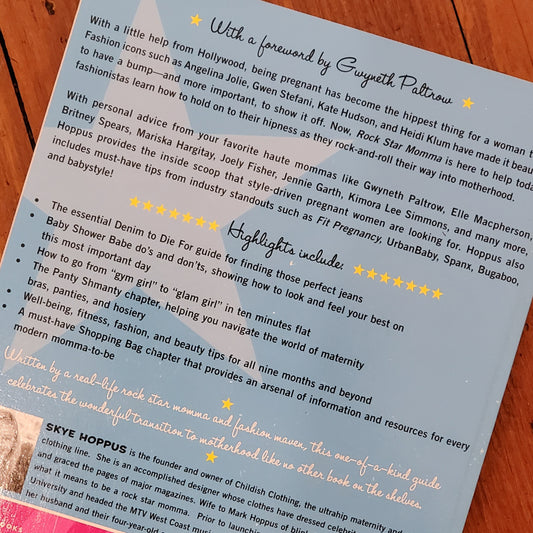 With a foreword by Gwyneth Paltrow
With a little help from Hollywood, being pregnant has become the hippest thing for a woman t
Fashion icons such as Angelina Jolie, Gwen Stefani, Kate Hudson, and Heidi Klum have made it beau
to have a bump—and more important, to show it off. Now, Rock Star Momma is here to help toda
fashionistas learn how to hold on to their hipness as they rock-and-roll their way into motherhood.
With personal advice from your favorite haute mommas like Gwyneth Paltrow, Elle Macpherson,
Britney Spears, Mariska Hargitay, Joely Fisher, Jennie Garth, Kimora Lee Simmons, and many more,
Hoppus provides the inside scoop that style-driven pregnant women are looking for. Hoppus also
includes must-have tips from industry standouts such as Fit Pregnancy, UrbanBaby, Spanx, Bugaboo,
and babystyle!
Highlights include:
• The essential Denim to Die For guide for finding those perfect jeans
• Baby Shower Babe do's and don'ts, showing how to look and feel your best on
this most important day
• How to go from "gym girl" to "glam girl" in ten minutes flat
• The Panty Shmanty chapter, helping you navigate the world of maternity
bras, panties, and hosiery
• Well-being, fitness, fashion, and beauty tips for all nine months and beyond
• A must-have Shopping Bag chapter that provides an arsenal of information and resources for every
modern momma-to-be
Written by a real-life rock star momma and fashion maven, this one-of-a-kind guide
celebrates the wonderful transition to motherhood like no other book on the shelves.
SKYE HOPPUS is the founder and owner of Childish Clothing, the ultrahip maternity and
clothing line. She is an accomplished designer whose clothes have dressed celebrit
and graced the pages of major magazines. Wife to Mark Hoppus of blin
what it means to be a rock star momma. Prior to launchin
University and headed the MTV West Coast musi
her husband and their four-year-old
OOKS